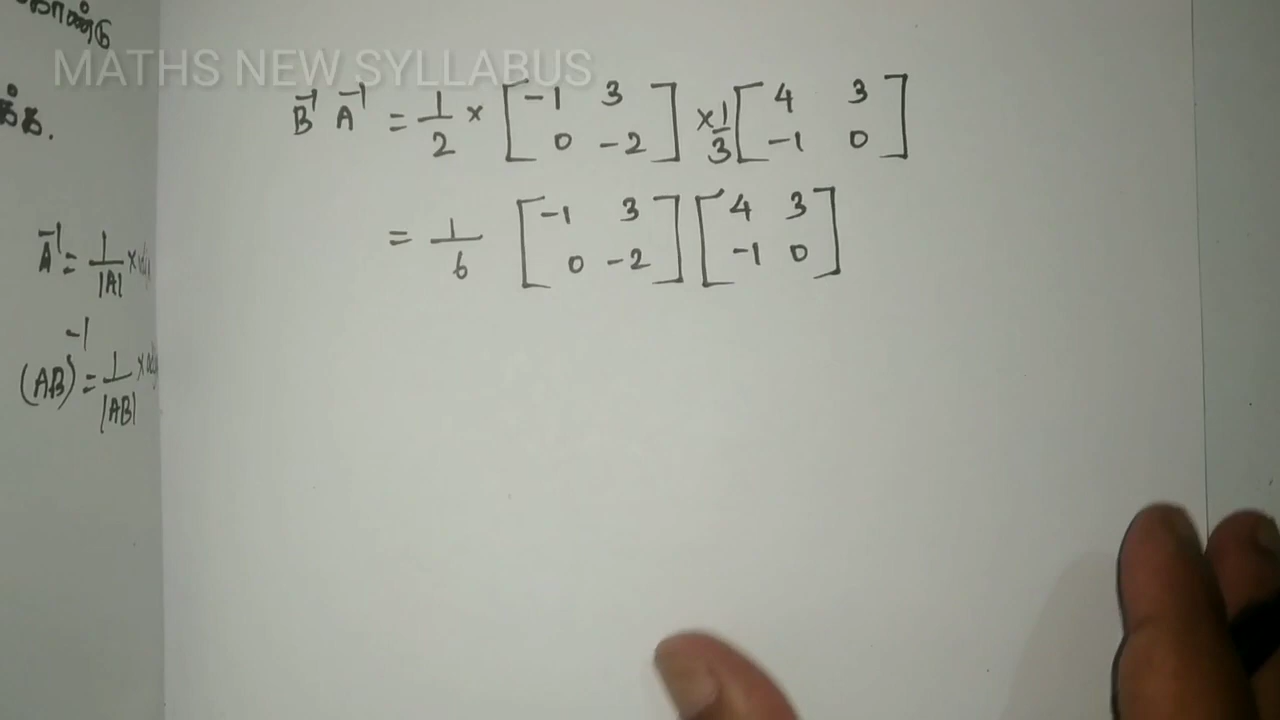 MATHS NEW SYLLABUS
B⁻¹ A⁻¹ = 1/2 × [ -1 3 ; 0 -2 ] × 1/3 [ 4 3 ; -1 0 ]
= 1/6 [ -1 3 ; 0 -2 ] [ 4 3 ; -1 0 ]
A⁻¹ = 1/|A| ×
(AB)⁻¹ = 1/|AB| ×